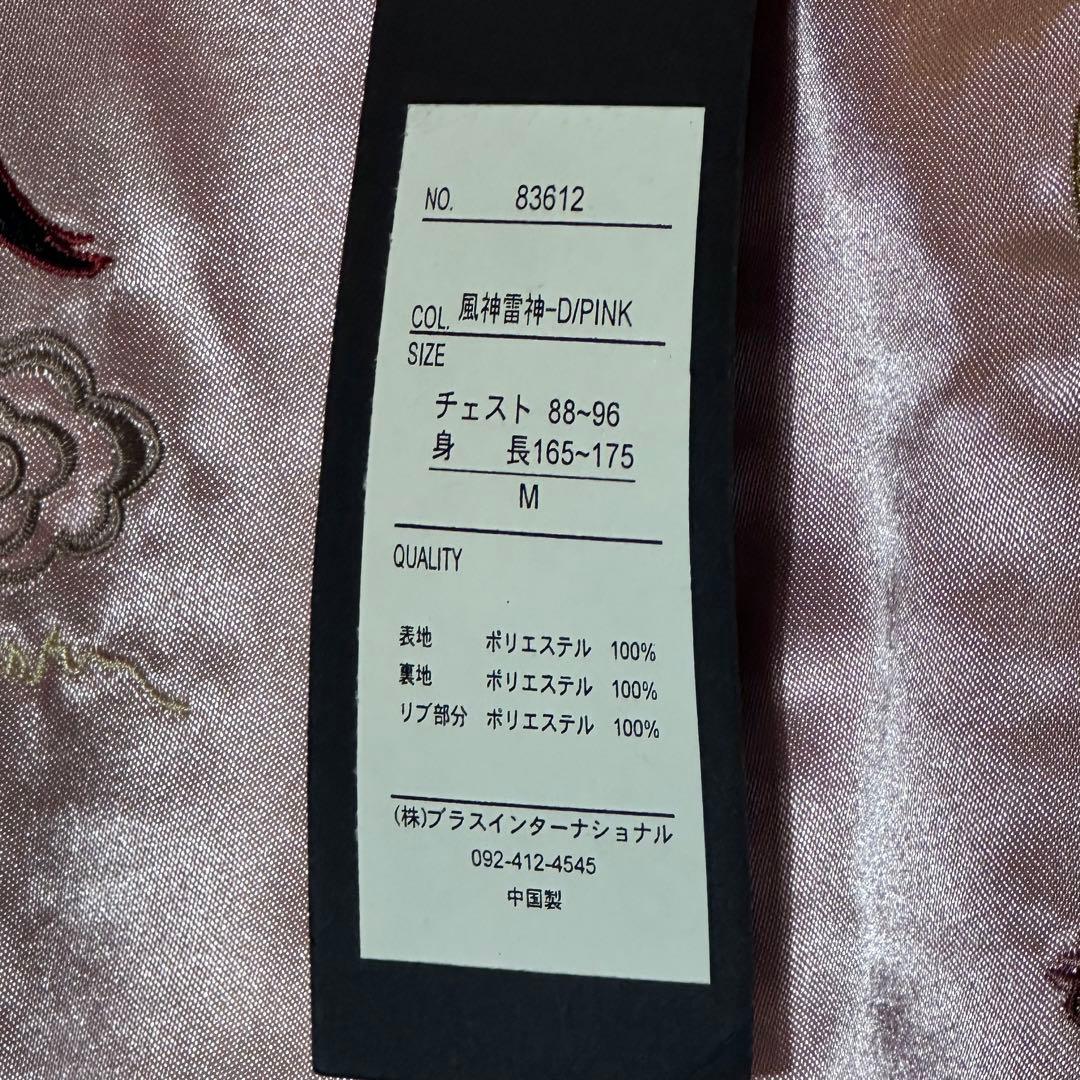 NO. 83612
COL. 風神雷神-D/PINK
SIZE
チェスト 88~96
身 長165~175
M
QUALITY
表地 ポリエステル 100%
裏地 ポリエステル 100%
リブ部分 ポリエステル 100%
(株)プラスインターナショナル
092-412-4545
中国製